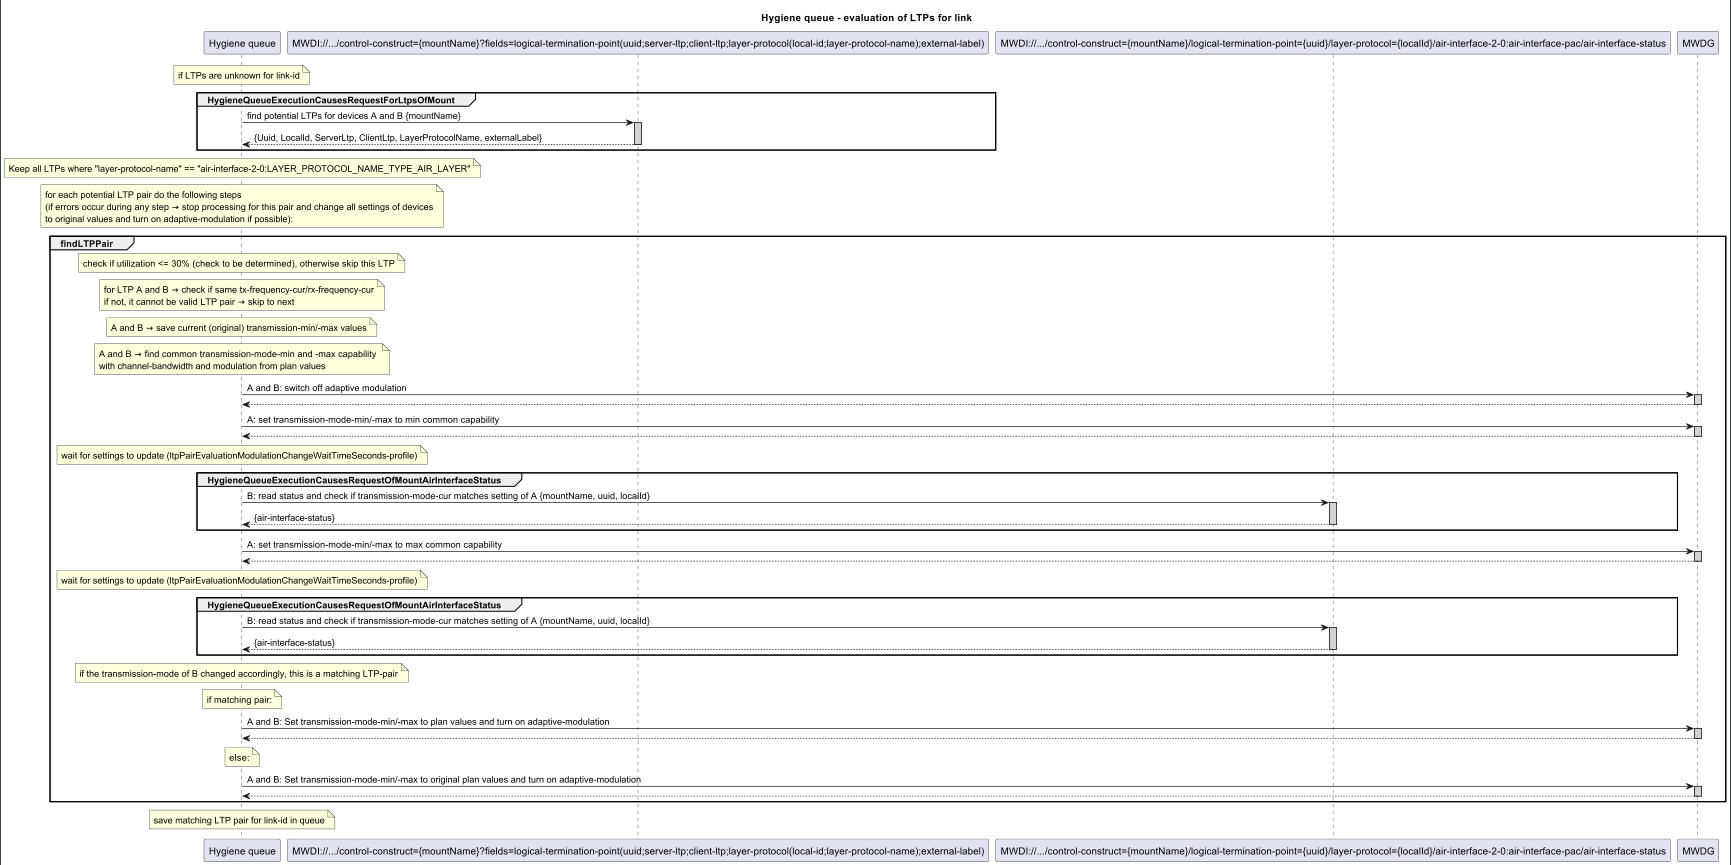 Hygiene queue - evaluation of LTPs for link
Hygiene queue
MWDI://.../control-construct={mountName}?fields=logical-termination-point(uuid;server-ltp;client-ltp;layer-protocol(local-id;layer-protocol-name);external-label)
MWDI://.../control-construct={mountName}/logical-termination-point={uuid}/layer-protocol={localId}/air-interface-2-0:air-interface-pac/air-interface-status
MWDG
if LTPs are unknown for link-id
HygieneQueueExecutionCausesRequestForLtpsOfMount
find potential LTPs for devices A and B {mountName}
{Uuid, LocalId, ServerLtp, ClientLtp, LayerProtocolName, externalLabel}
Keep all LTPs where "layer-protocol-name" == "air-interface-2-0:LAYER_PROTOCOL_NAME_TYPE_AIR_LAYER"
for each potential LTP pair do the following steps
(if errors occur during any step → stop processing for this pair and change all settings of devices
to original values and turn on adaptive-modulation if possible):
findLTPPair
check if utilization <= 30% (check to be determined), otherwise skip this LTP
for LTP A and B → check if same tx-frequency-cur/rx-frequency-cur
if not, it cannot be valid LTP pair → skip to next
A and B → save current (original) transmission-min/-max values
A and B → find common transmission-mode-min and -max capability
with channel-bandwidth and modulation from plan values
A and B: switch off adaptive modulation
A: set transmission-mode-min/-max to min common capability
wait for settings to update (ltpPairEvaluationModulationChangeWaitTimeSeconds-profile)
HygieneQueueExecutionCausesRequestOfMountAirInterfaceStatus
B: read status and check if transmission-mode-cur matches setting of A {mountName, uuid, localId}
{air-interface-status}
A: set transmission-mode-min/-max to max common capability
wait for settings to update (ltpPairEvaluationModulationChangeWaitTimeSeconds-profile)
HygieneQueueExecutionCausesRequestOfMountAirInterfaceStatus
B: read status and check if transmission-mode-cur matches setting of A {mountName, uuid, localId}
{air-interface-status}
if the transmission-mode of B changed accordingly, this is a matching LTP-pair
if matching pair:
A and B: Set transmission-mode-min/-max to plan values and turn on adaptive-modulation
else:
A and B: Set transmission-mode-min/-max to original plan values and turn on adaptive-modulation
save matching LTP pair for link-id in queue
Hygiene queue
MWDI://.../control-construct={mountName}?fields=logical-termination-point(uuid;server-ltp;client-ltp;layer-protocol(local-id;layer-protocol-name);external-label)
MWDI://.../control-construct={mountName}/logical-termination-point={uuid}/layer-protocol={localId}/air-interface-2-0:air-interface-pac/air-interface-status
MWDG